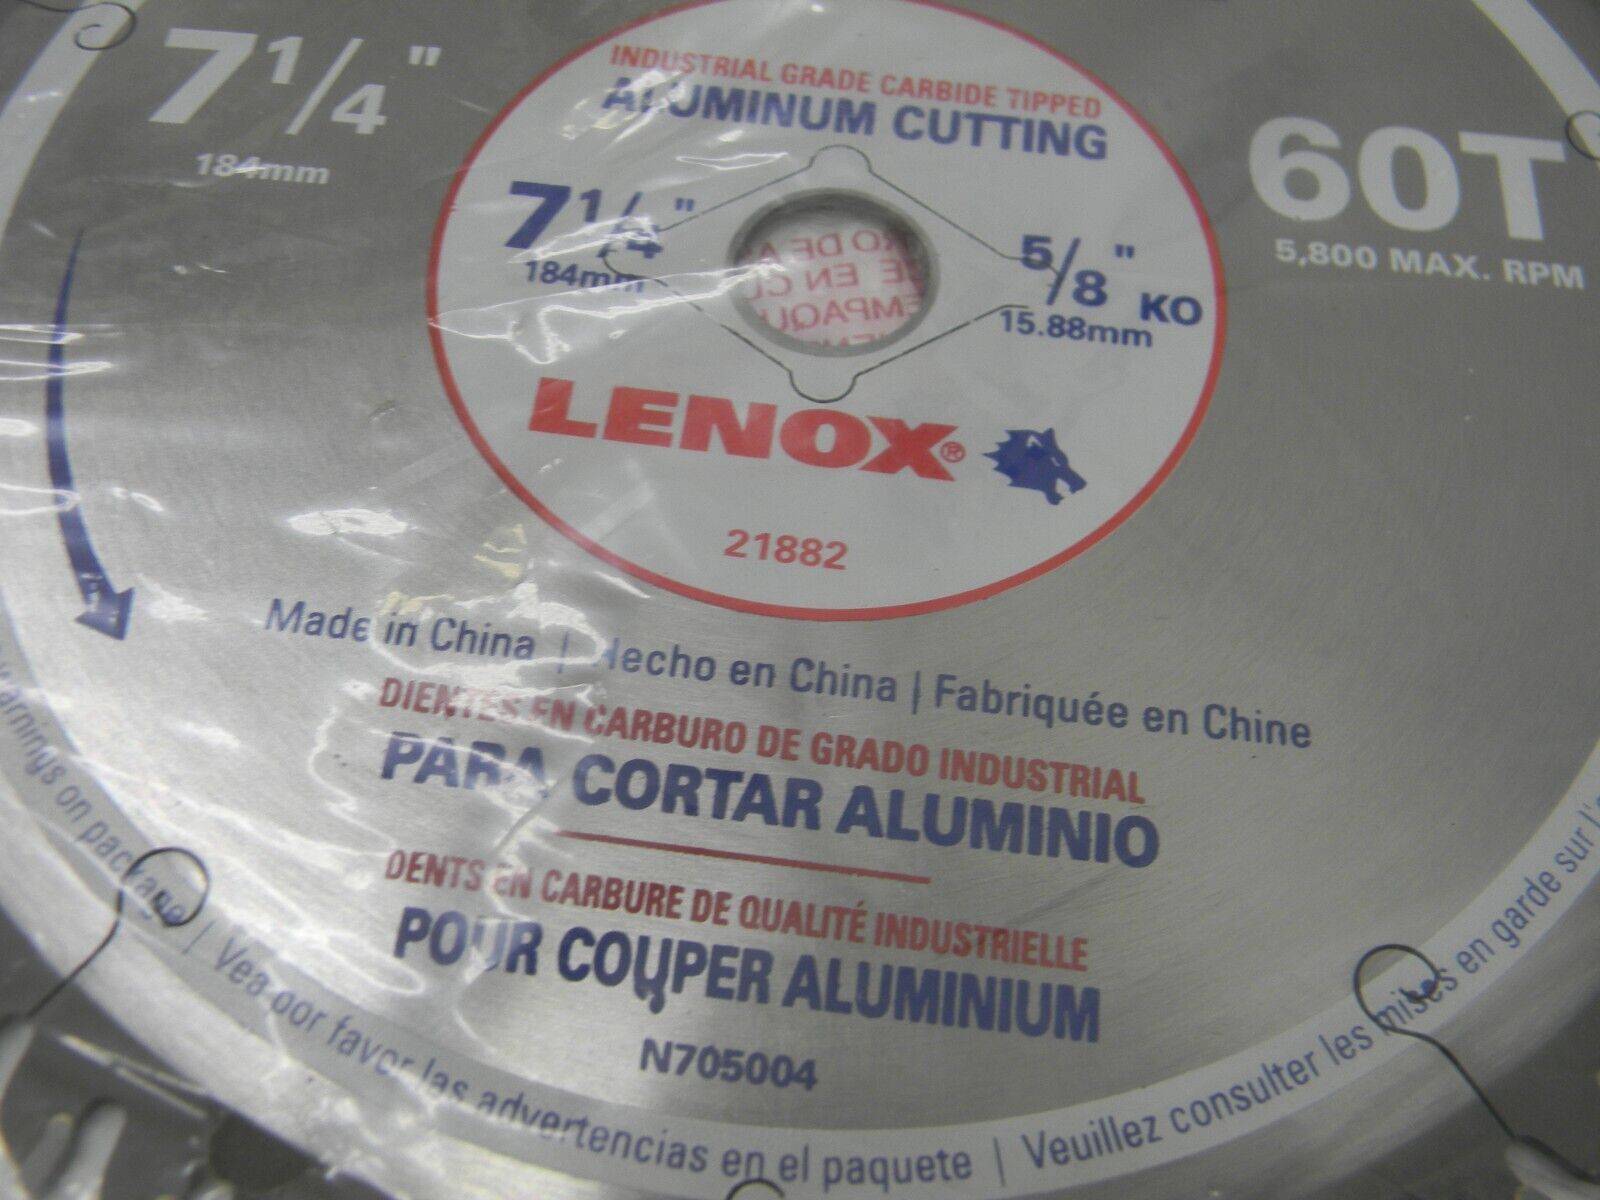 7 1/4"
184mm
60T
5,800 MAX. RPM
INDUSTRIAL GRADE CARBIDE TIPPED
ALUMINUM CUTTING
7 1/4"
184mm
5/8" KO
15.88mm
LENOX®
21882
Made in China | Hecho en China | Fabriquée en Chine
DIENTES EN CARBURO DE GRADO INDUSTRIAL
PARA CORTAR ALUMINIO
DENTS EN CARBURE DE QUALITÉ INDUSTRIELLE
POUR COUPER ALUMINIUM
N705004
warnings on package | Vea por favor las advertencias en el paquete | Veuillez consulter les mises en garde sur